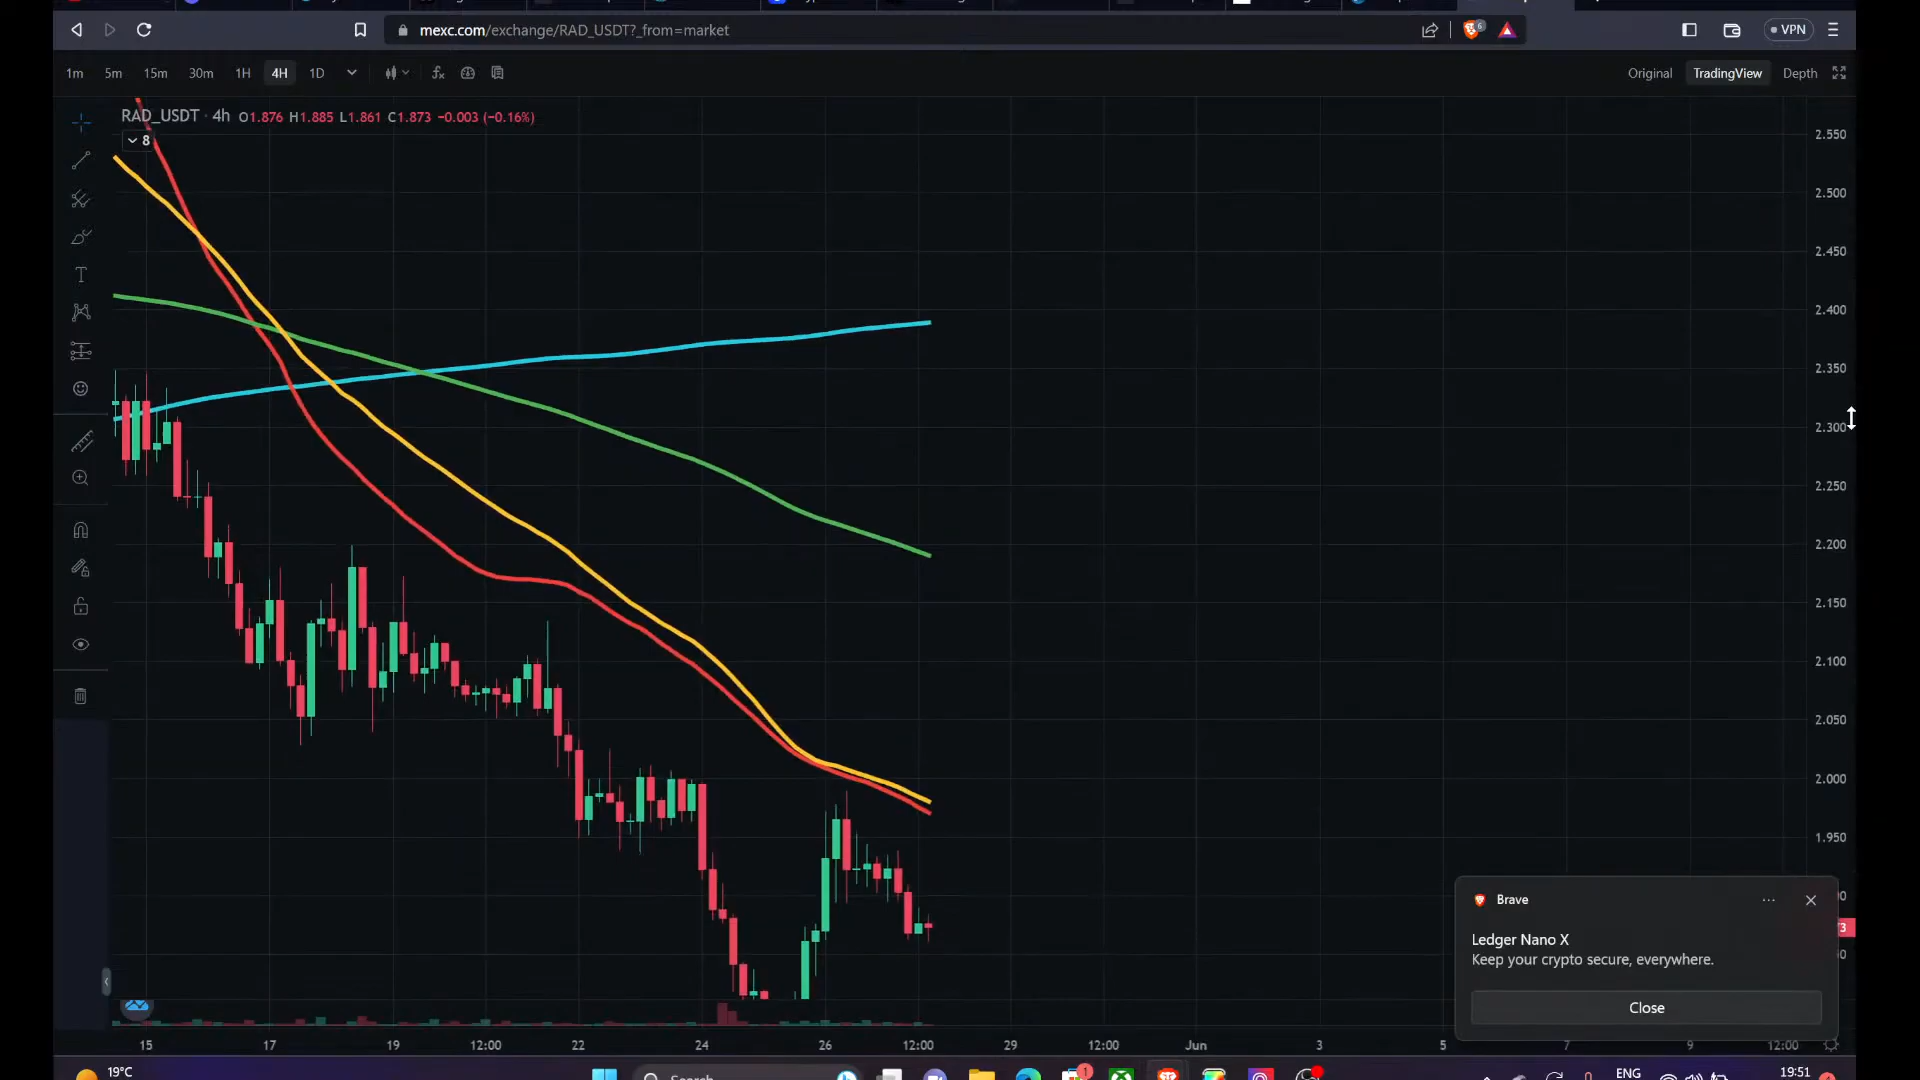 mexc.com/exchange/RAD_USDT?_from=market
6
VPN
1m 5m 15m 30m 1H 4H 1D
Original TradingView Depth
RAD_USDT · 4h O1.876 H1.885 L1.861 C1.873 −0.003 (−0.16%)
8
2.550
2.500
2.450
2.400
2.350
2.300
2.250
2.200
2.150
2.100
2.050
2.000
1.950
Brave
Ledger Nano X
Keep your crypto secure, everywhere.
Close
15 17 19 12:00 22 24 26 12:00 29 12:00 Jun 3 5 7 9 12:00
19°C
Search
1
ENG
19:51